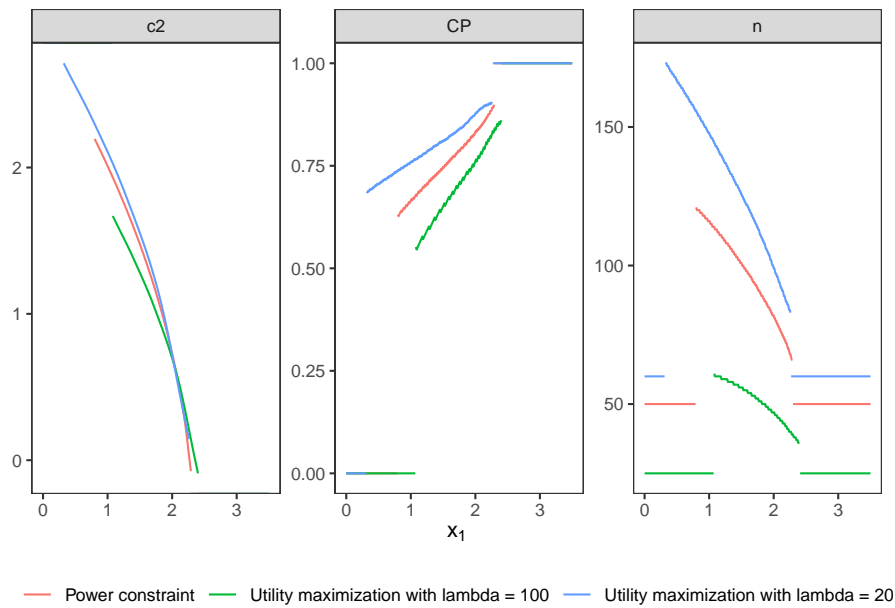 c2
CP
n
2
1
0
1.00
0.75
0.50
0.25
0.00
150
100
50
0 1 2 3
0 1 2 3
0 1 2 3
x_1
Power constraint
Utility maximization with lambda = 100
Utility maximization with lambda = 20